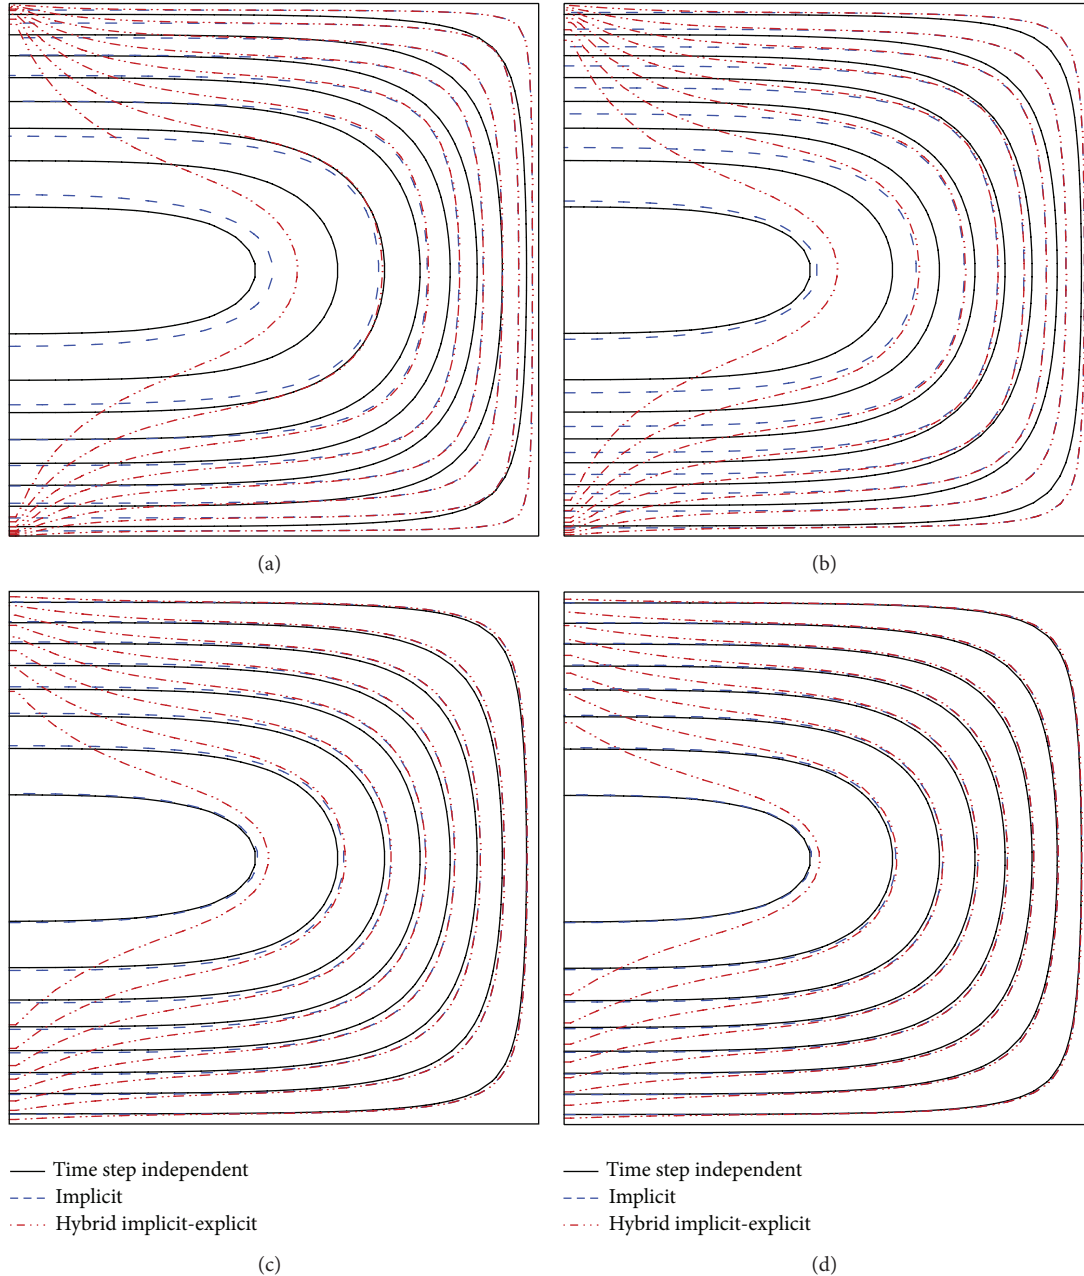 (a)
(b)
Time step independent
Implicit
Hybrid implicit-explicit
(c)
Time step independent
Implicit
Hybrid implicit-explicit
(d)